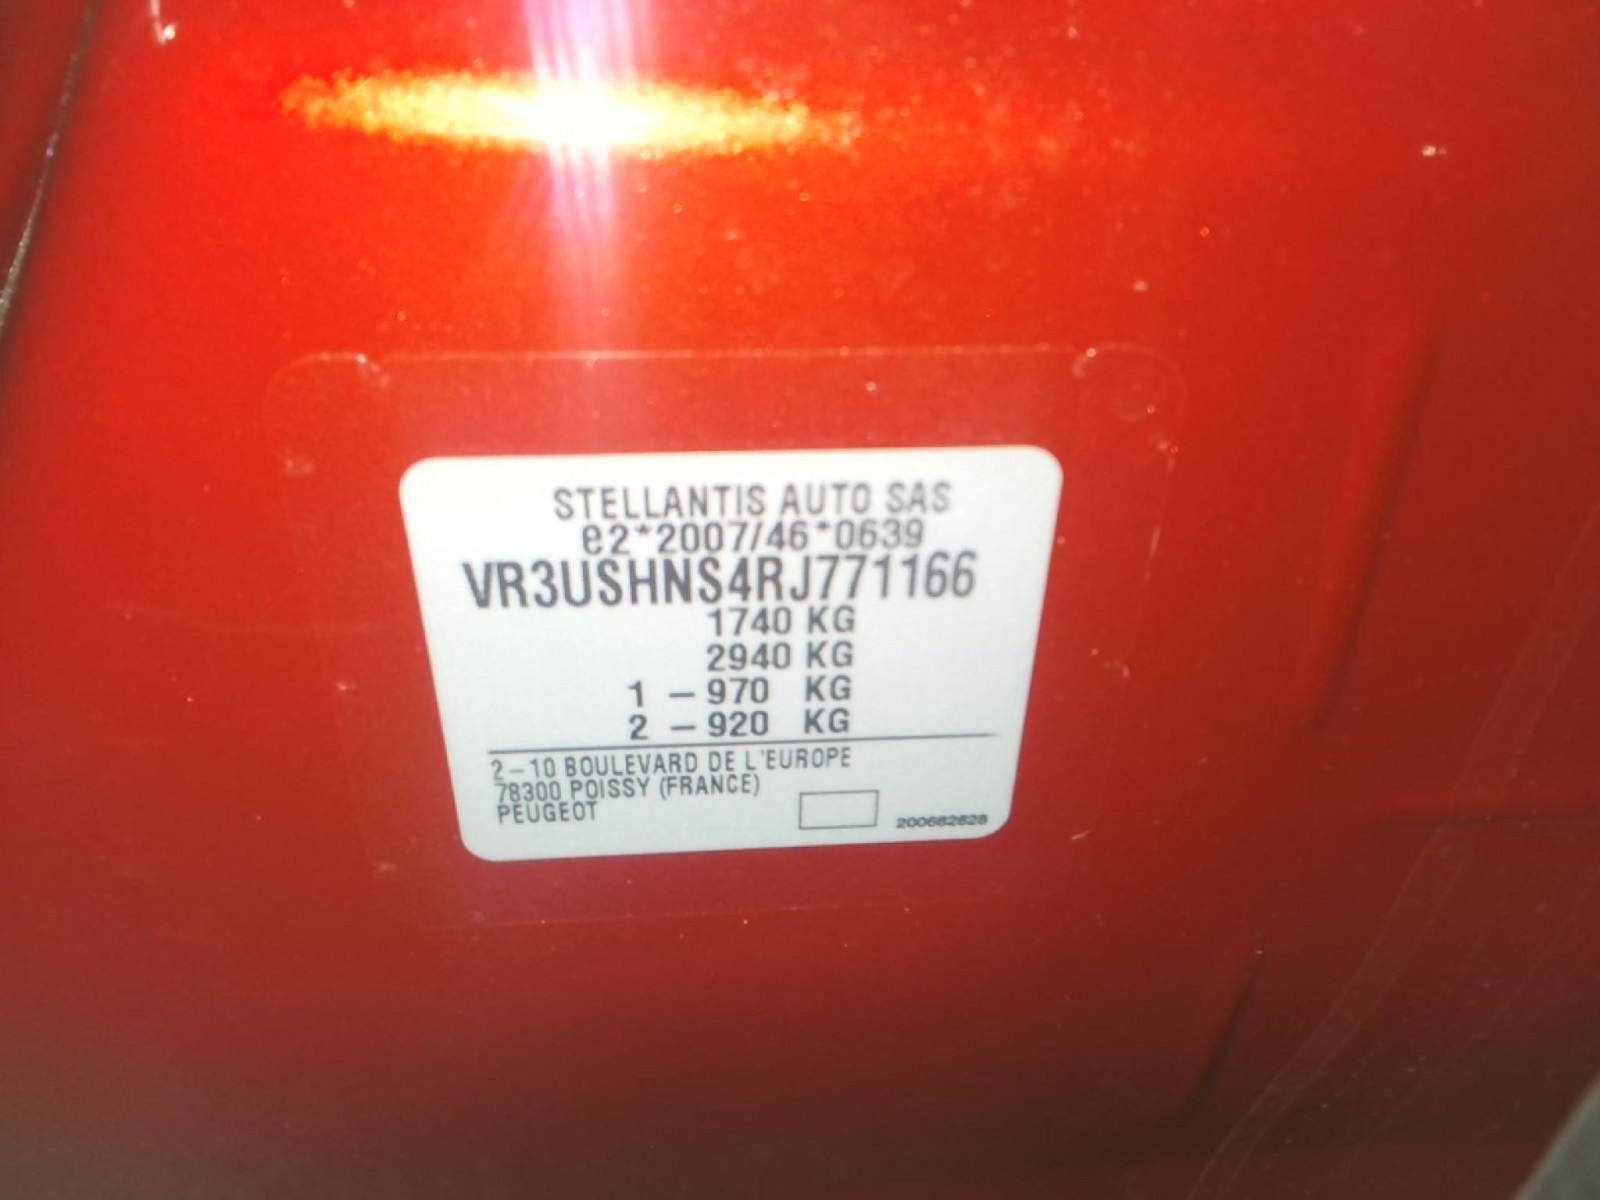 STELLANTIS AUTO SAS
e2*2007/46*0639
VR3USHNS4RJ771166
1740 KG
2940 KG
1 – 970 KG
2 – 920 KG
2–10 BOULEVARD DE L'EUROPE
78300 POISSY (FRANCE)
PEUGEOT
200682828